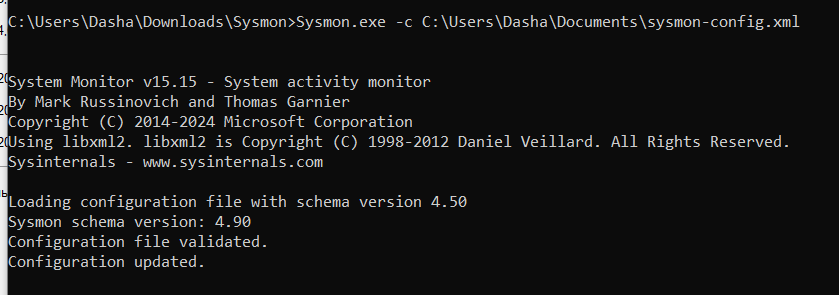 C:\Users\Dasha\Downloads\Sysmon>Sysmon.exe -c C:\Users\Dasha\Documents\sysmon-config.xml
System Monitor v15.15 - System activity monitor
By Mark Russinovich and Thomas Garnier
Copyright (C) 2014-2024 Microsoft Corporation
Using libxml2. libxml2 is Copyright (C) 1998-2012 Daniel Veillard. All Rights Reserved.
Sysinternals - www.sysinternals.com
Loading configuration file with schema version 4.50
Sysmon schema version: 4.90
Configuration file validated.
Configuration updated.